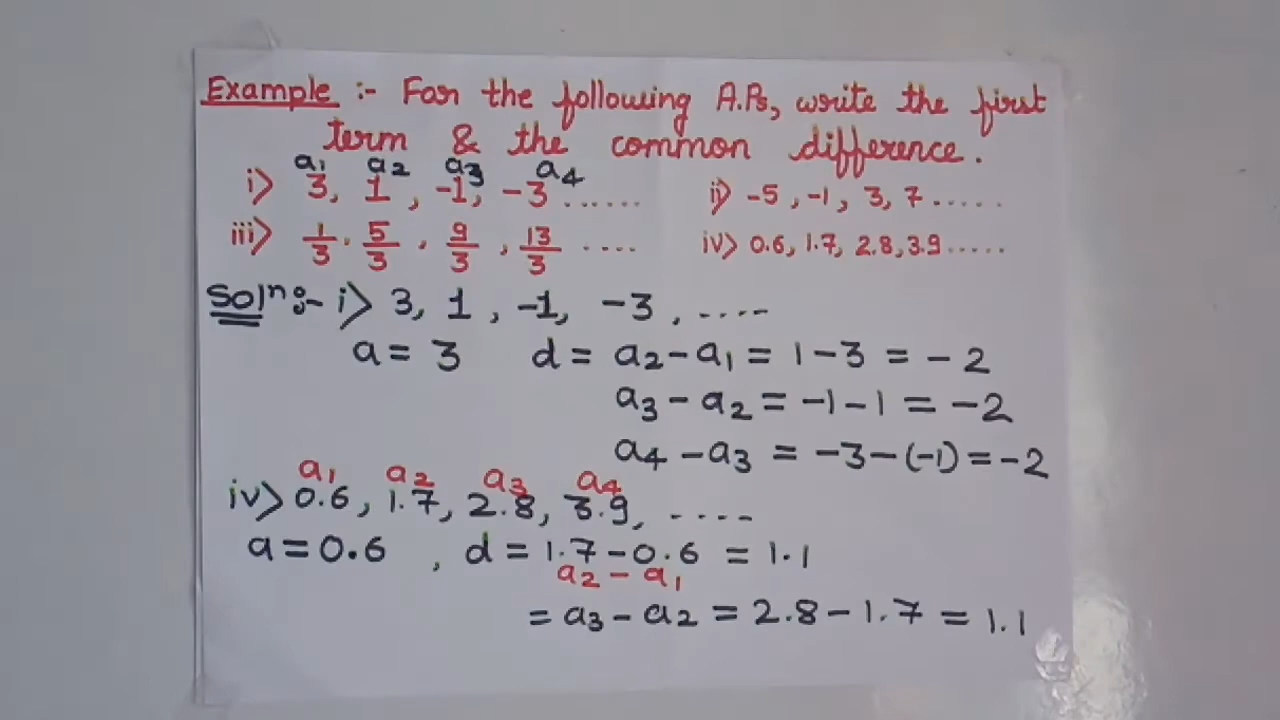 Example :- For the following A.Ps, write the first
term & the common difference.
a1 a2 a3 a4
i> 3, 1, -1, -3 ...... ii> -5, -1, 3, 7.....
iii> 1/3, 5/3, 9/3, 13/3 .... iv> 0.6, 1.7, 2.8, 3.9.....
Soln:- i> 3, 1, -1, -3, .....
a = 3 d = a2 - a1 = 1 - 3 = -2
a3 - a2 = -1 - 1 = -2
a4 - a3 = -3 - (-1) = -2
a1 a2 a3 a4
iv> 0.6, 1.7, 2.8, 3.9, ....
a = 0.6, d = 1.7 - 0.6 = 1.1
a2 - a1
= a3 - a2 = 2.8 - 1.7 = 1.1